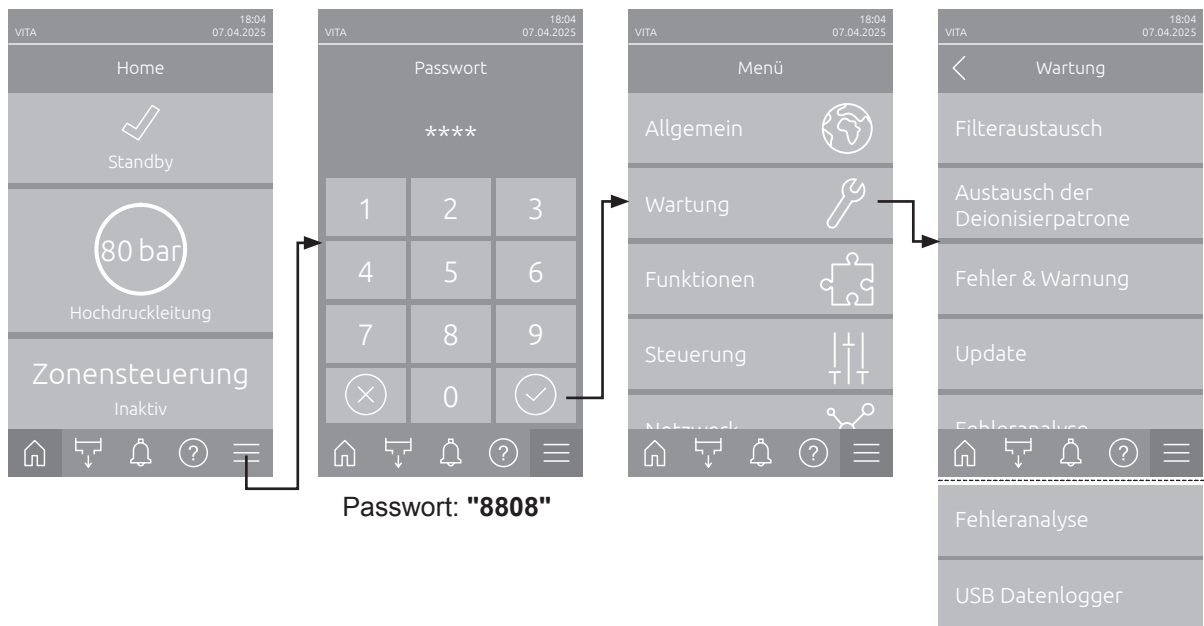 18:04
VITA 07.04.2025
Home
Standby
80 bar
Hochdruckleitung
Zonensteuerung
Inaktiv
18:04
VITA 07.04.2025
Passwort
****
1 2 3
4 5 6
7 8 9
0
Passwort: "8808"
18:04
VITA 07.04.2025
Menü
Allgemein
Wartung
Funktionen
Steuerung
Netzwerk
18:04
VITA 07.04.2025
Wartung
Filteraustausch
Austausch der
Deionisierpatrone
Fehler & Warnung
Update
Fehleranalyse
?
?
?
?
Fehleranalyse
USB Datenlogger